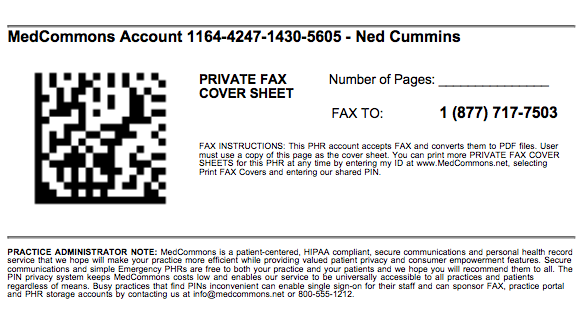 MedCommons Account 1164-4247-1430-5605 - Ned Cummins
PRIVATE FAX
COVER SHEET
Number of Pages: _______________
FAX TO: 1 (877) 717-7503
FAX INSTRUCTIONS: This PHR account accepts FAX and converts them to PDF files. User
must use a copy of this page as the cover sheet. You can print more PRIVATE FAX COVER
SHEETS for this PHR at any time by entering my ID at www.MedCommons.net, selecting
Print FAX Covers and entering our shared PIN.
PRACTICE ADMINISTRATOR NOTE: MedCommons is a patient-centered, HIPAA compliant, secure communications and personal health record
service that we hope will make your practice more efficient while providing valued patient privacy and consumer empowerment features. Secure
communications and simple Emergency PHRs are free to both your practice and your patients and we hope you will recommend them to all. The
PIN privacy system keeps MedCommons costs low and enables our service to be universally accessible to all practices and patients
regardless of means. Busy practices that find PINs inconvenient can enable single sign-on for their staff and can sponsor FAX, practice portal
and PHR storage accounts by contacting us at info@medcommons.net or 800-555-1212.